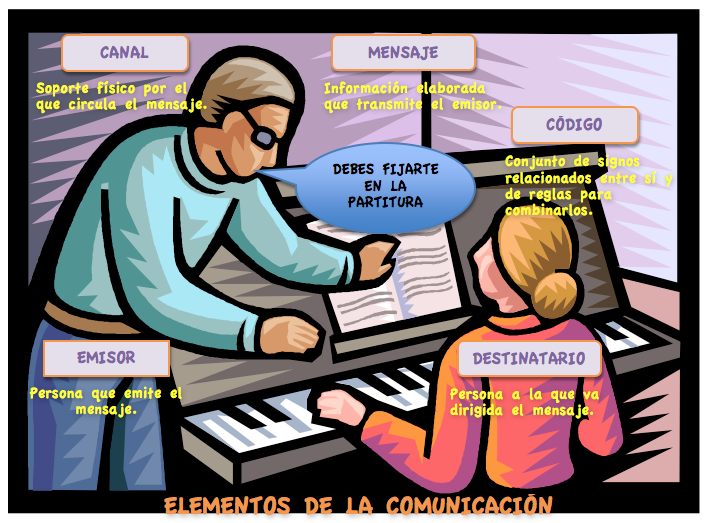 CANAL
Soporte físico por el
que circula el mensaje.
MENSAJE
Información elaborada
que transmite el emisor.
CÓDIGO
Conjunto de signos
relacionados entre sí y
de reglas para
combinarlos.
DEBES FIJARTE
EN LA
PARTITURA
EMISOR
Persona que emite el
mensaje.
DESTINATARIO
Persona a la que va
dirigida el mensaje.
ELEMENTOS DE LA COMUNICACIÓN